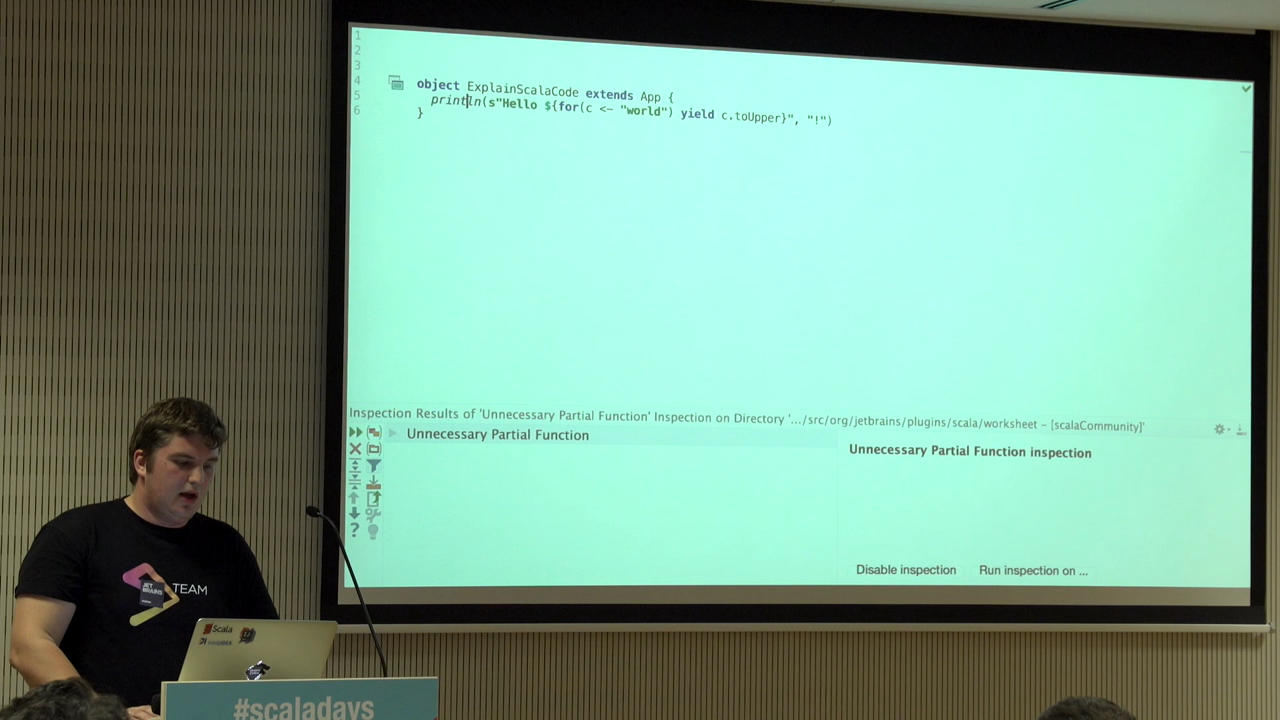 1
2
3
4 object ExplainScalaCode extends App {
5 println(s"Hello ${for(c <- "world") yield c.toUpper}", "!")
6 }
Inspection Results of 'Unnecessary Partial Function' Inspection on Directory '.../src/org/jetbrains/plugins/scala/worksheet - [scalaCommunity]'
Unnecessary Partial Function
Unnecessary Partial Function inspection
Disable inspection Run inspection on ...
JET
BRAINS
TEAM
Scala
#scaladays